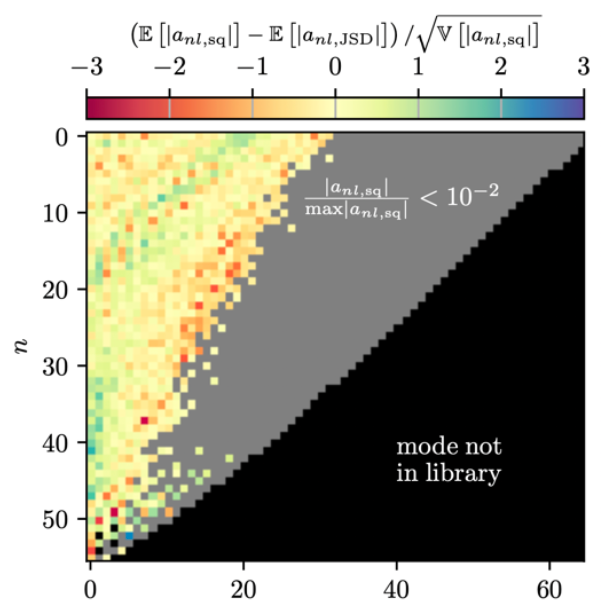 (𝔼 [|a_{nl,sq}|] − 𝔼 [|a_{nl,JSD}|]) / √𝕍 [|a_{nl,sq}|]
−3 −2 −1 0 1 2 3
0
|a_{nl,sq}| / max|a_{nl,sq}| < 10^{−2}
10
20
n
30
40
mode not
in library
50
0 20 40 60